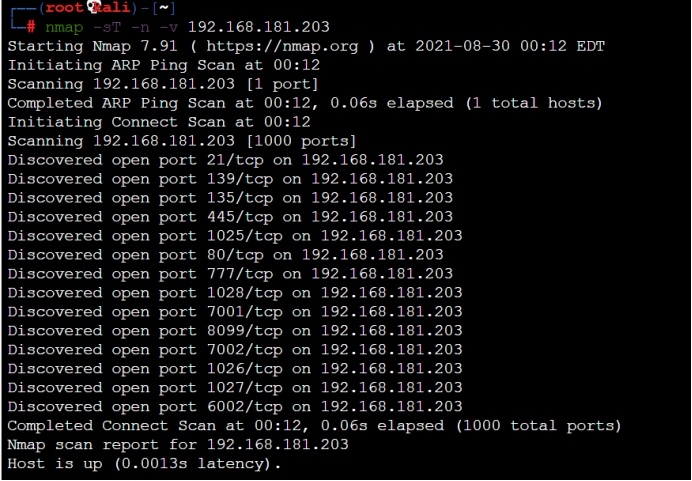 ┌──(root💀kali)-[~]
└─# nmap -sT -n -v 192.168.181.203
Starting Nmap 7.91 ( https://nmap.org ) at 2021-08-30 00:12 EDT
Initiating ARP Ping Scan at 00:12
Scanning 192.168.181.203 [1 port]
Completed ARP Ping Scan at 00:12, 0.06s elapsed (1 total hosts)
Initiating Connect Scan at 00:12
Scanning 192.168.181.203 [1000 ports]
Discovered open port 21/tcp on 192.168.181.203
Discovered open port 139/tcp on 192.168.181.203
Discovered open port 135/tcp on 192.168.181.203
Discovered open port 445/tcp on 192.168.181.203
Discovered open port 1025/tcp on 192.168.181.203
Discovered open port 80/tcp on 192.168.181.203
Discovered open port 777/tcp on 192.168.181.203
Discovered open port 1028/tcp on 192.168.181.203
Discovered open port 7001/tcp on 192.168.181.203
Discovered open port 8099/tcp on 192.168.181.203
Discovered open port 7002/tcp on 192.168.181.203
Discovered open port 1026/tcp on 192.168.181.203
Discovered open port 1027/tcp on 192.168.181.203
Discovered open port 6002/tcp on 192.168.181.203
Completed Connect Scan at 00:12, 0.06s elapsed (1000 total ports)
Nmap scan report for 192.168.181.203
Host is up (0.0013s latency).